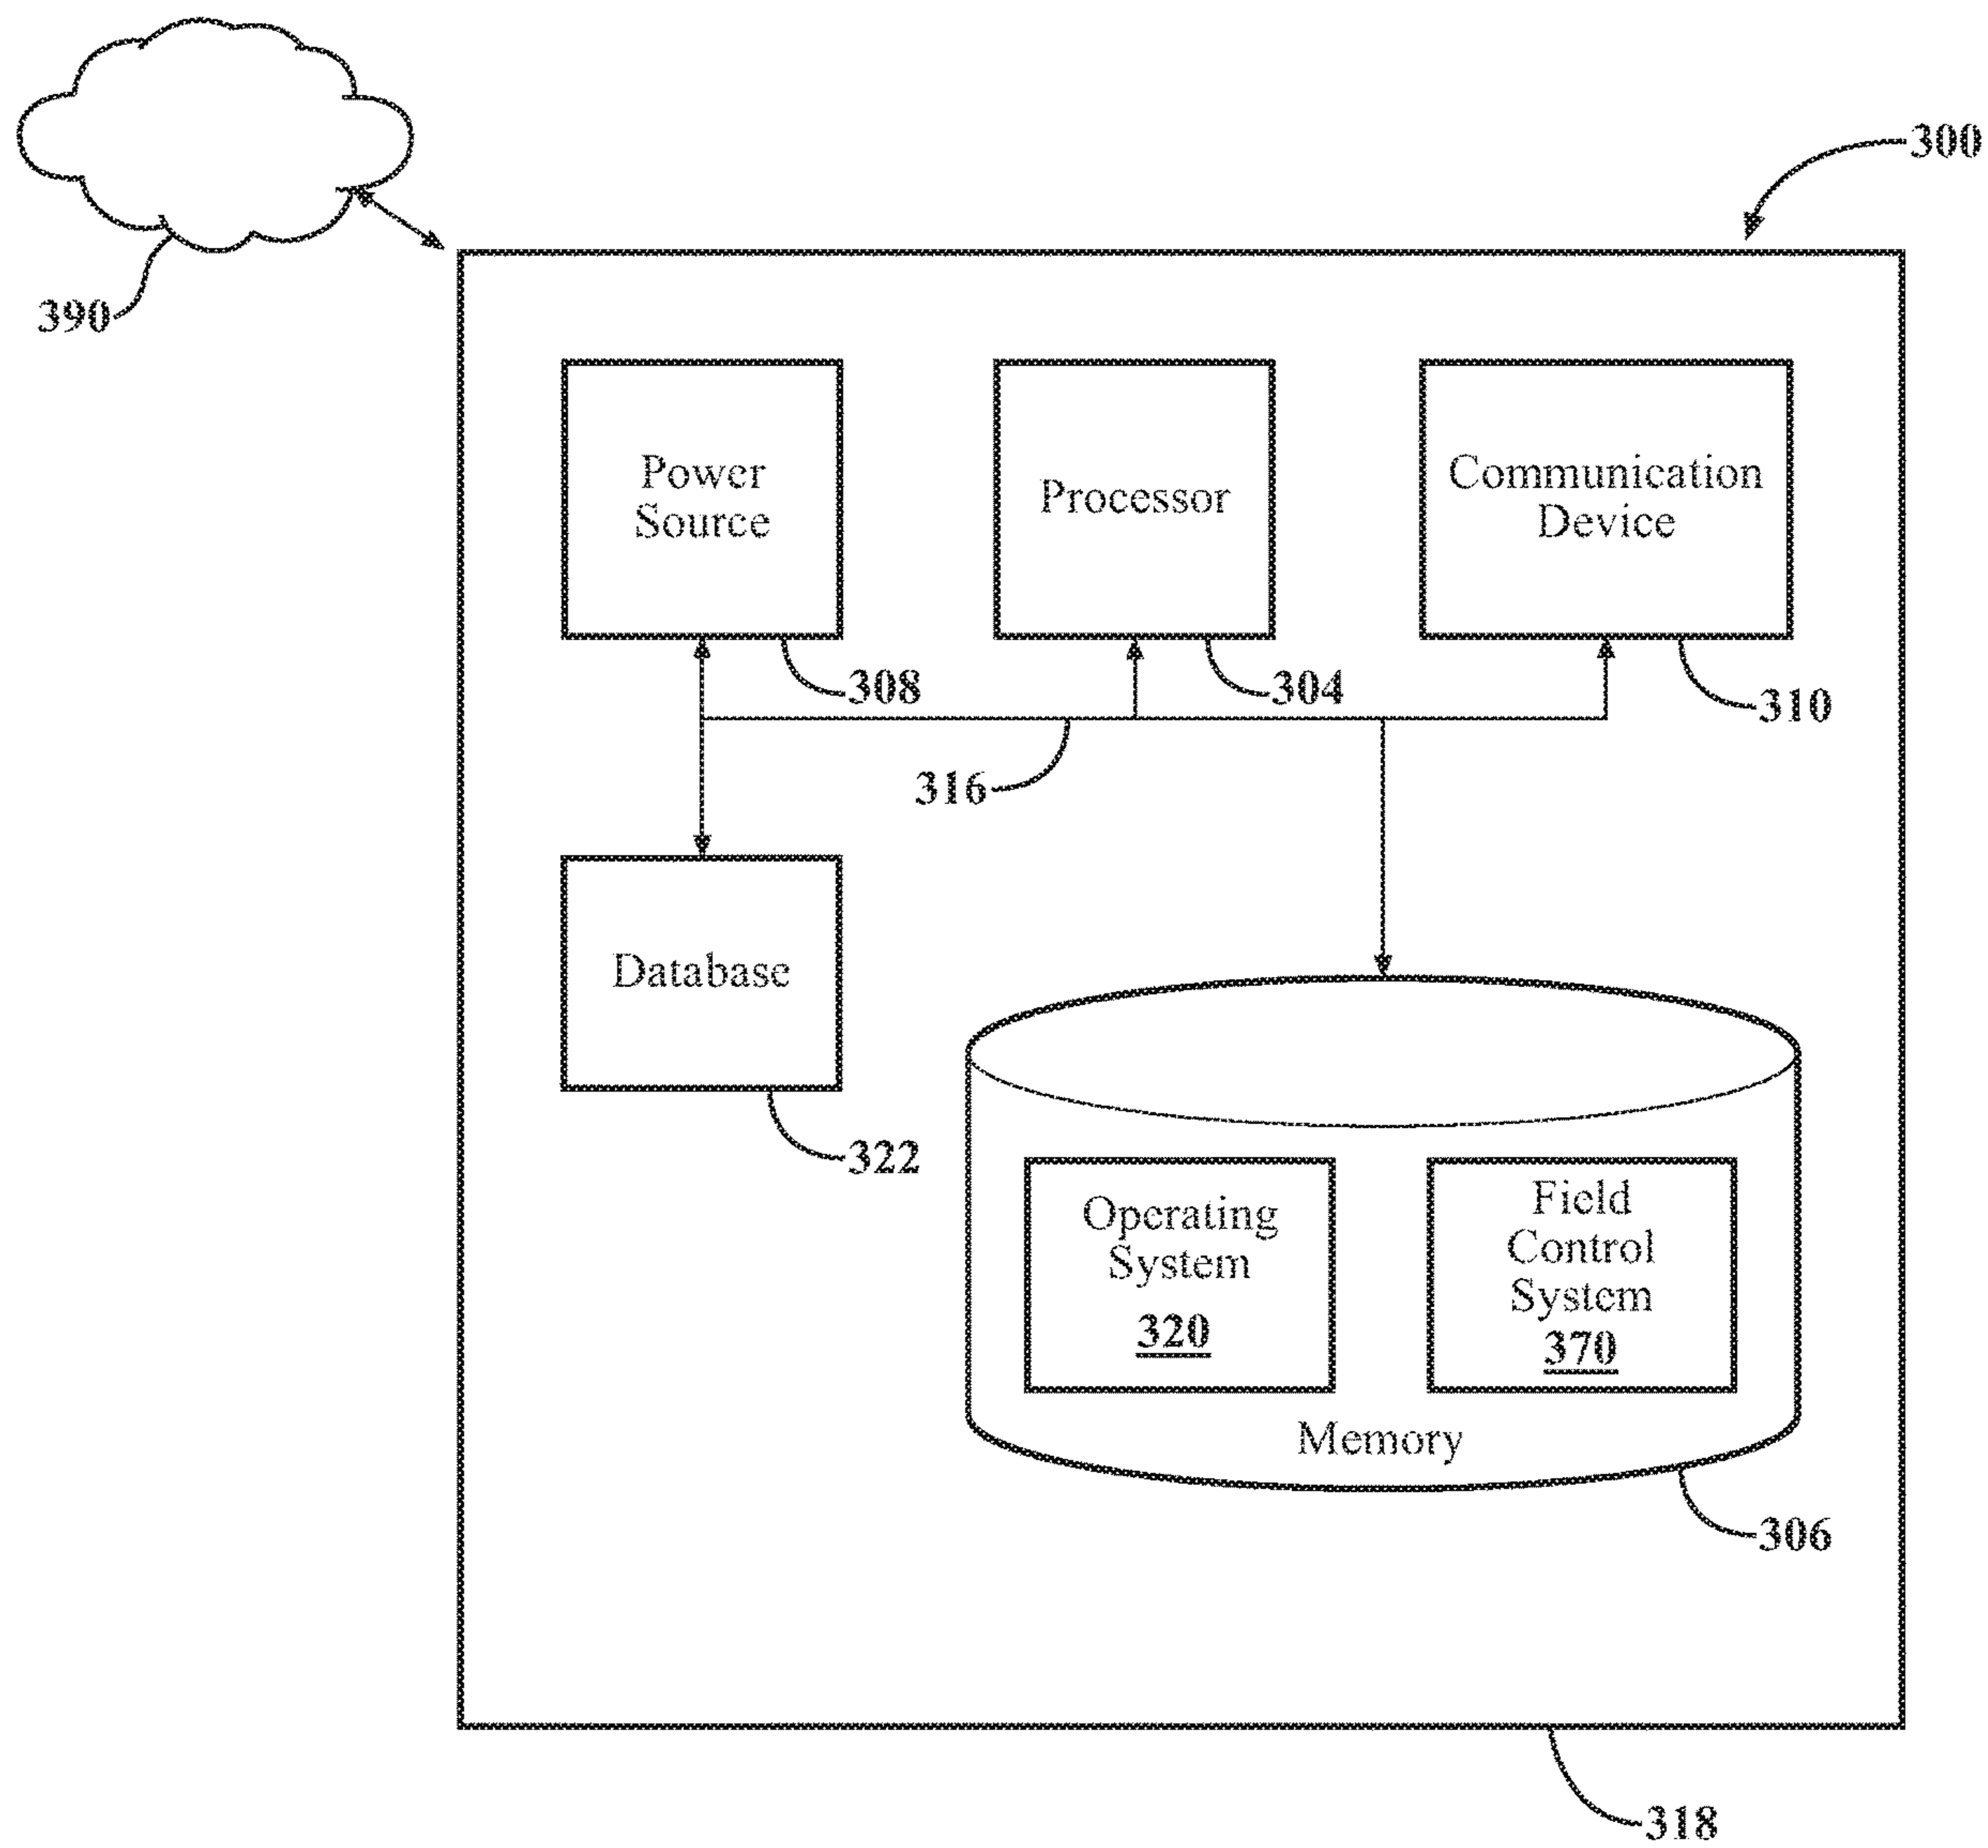 300
390
Power
Source
Processor
Communication
Device
308
304
310
316
Database
322
Operating
System
320
Field
Control
System
370
Memory
306
318